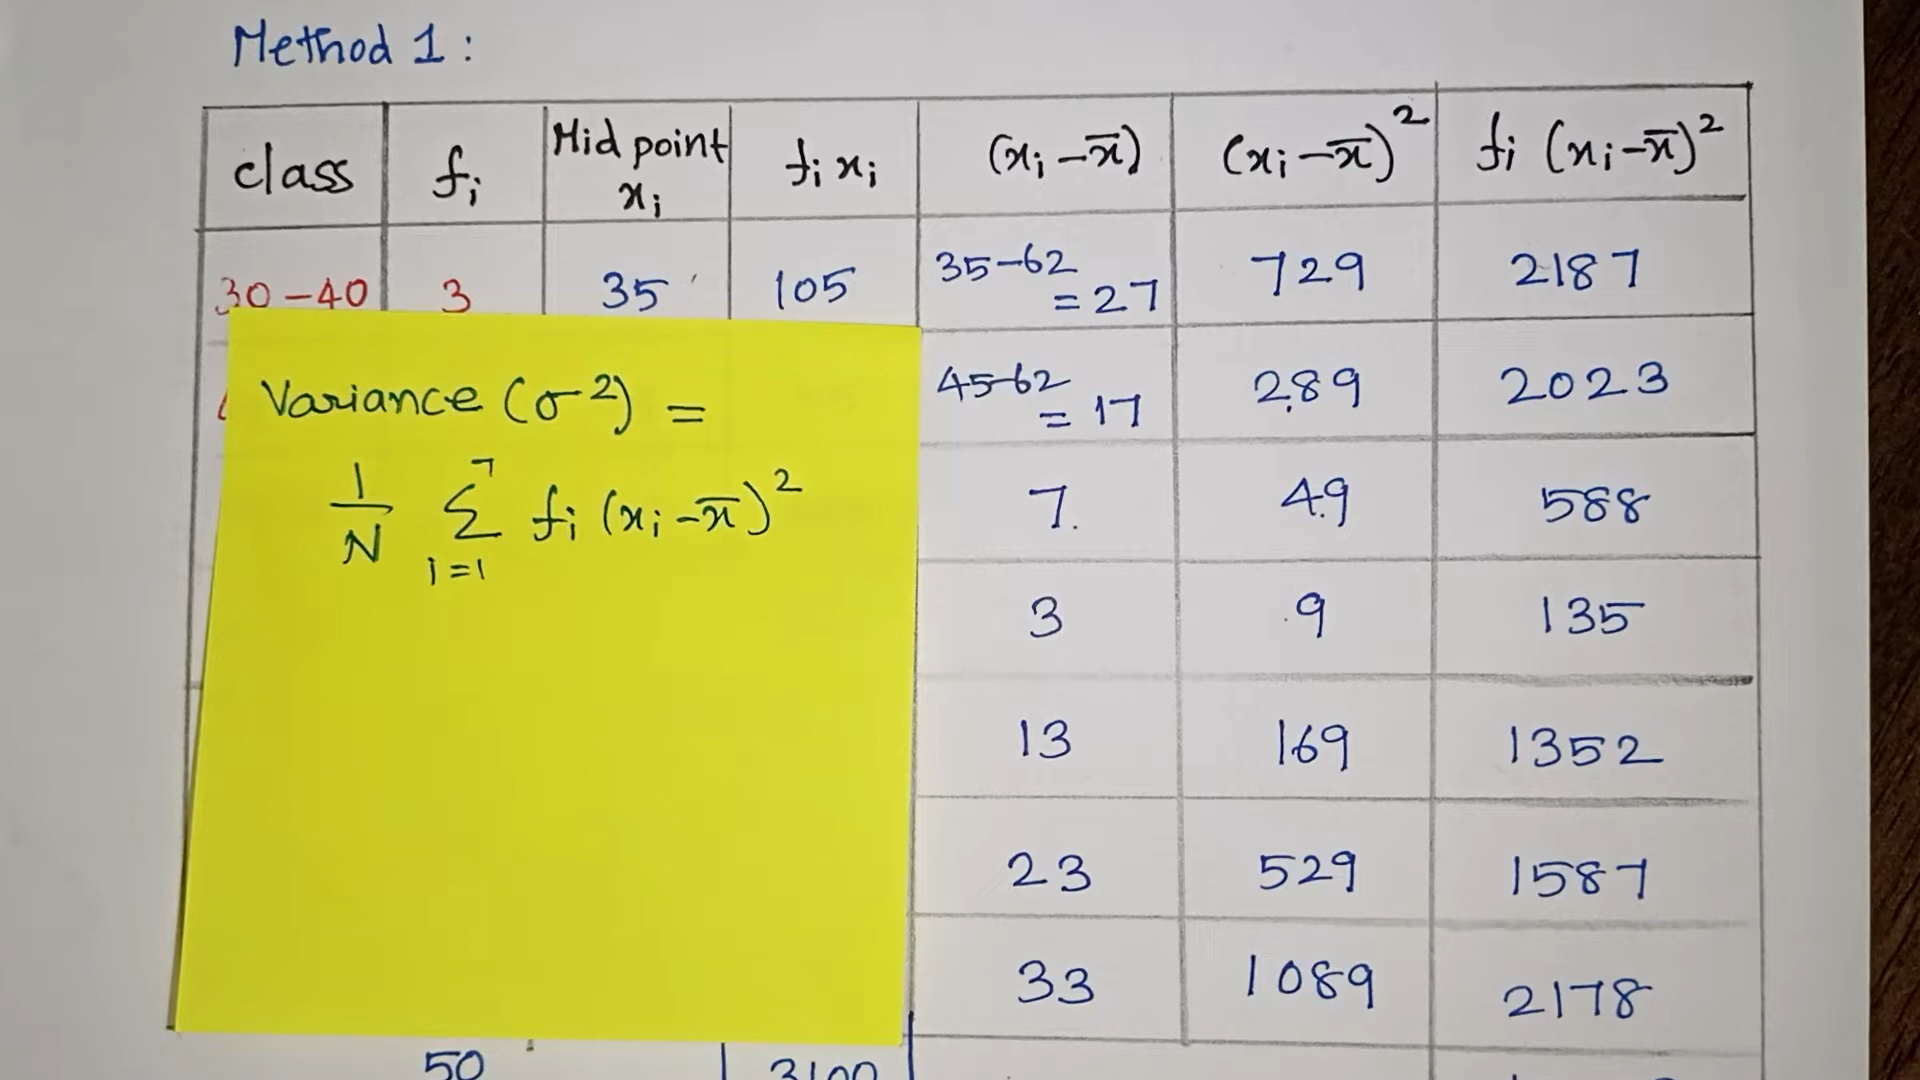 Method 1 :
class fi Mid point xi fi xi (xi – x̄) (xi – x̄)² fi (xi – x̄)²
30 – 40 3 35 105 35–62 = 27 729 2187
45–62 = 17 289 2023
7. 49 588
3 9 135
13 169 1352
23 529 1587
33 1089 2178
50 3100
Variance (σ²) =
1/N 7 Σ i=1 fi (xi – x̄)²